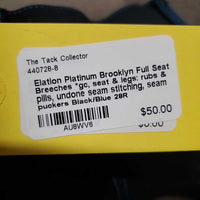 The Tack Collector
440728-B
Elation Platinum Brooklyn Full Seat
Breeches "gc, seat & legs: rubs &
pills, undone seam stitching, seam
puckers Black/Blue 28R
$50.00
AU8WV6